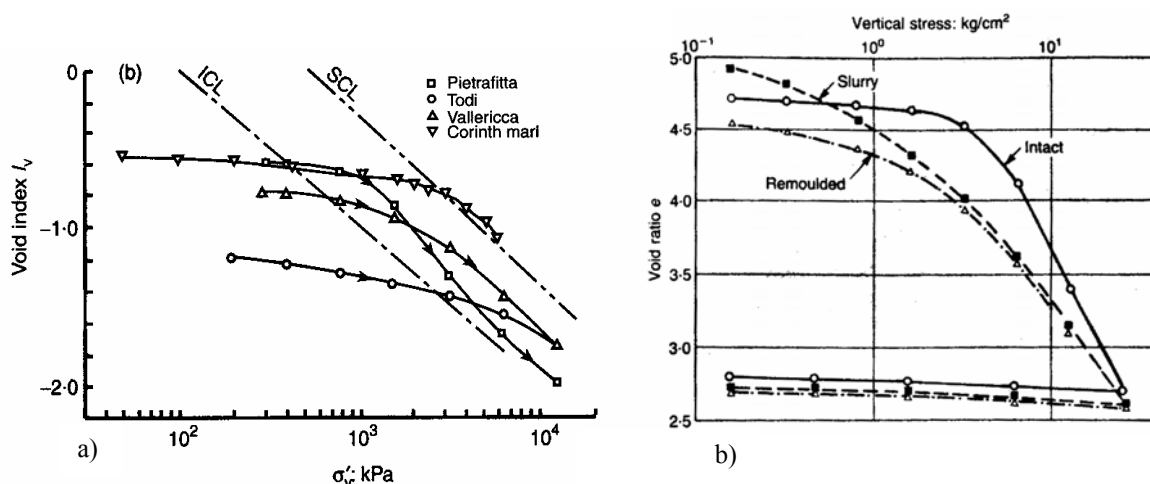 (b)
ICL
SCL
Pietrafitta
Todi
Vallericca
Corinth marl
0
-1·0
-2·0
Void index Iv
10²
10³
10⁴
σ'v: kPa
a)
Vertical stress: kg/cm²
10⁻¹
10⁰
10¹
5·0
4·5
4·0
3·5
3·0
2·5
Void ratio e
Slurry
Intact
Remoulded
b)